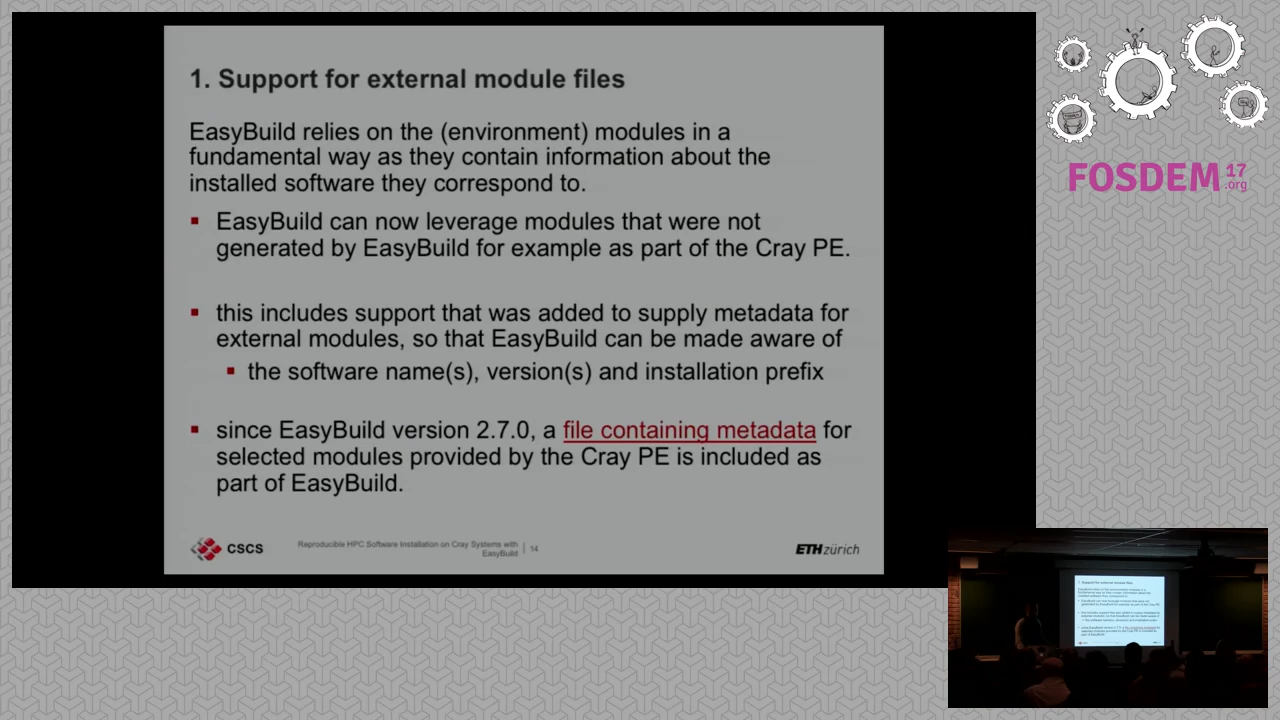 1. Support for external module files
EasyBuild relies on the (environment) modules in a
fundamental way as they contain information about the
installed software they correspond to.
EasyBuild can now leverage modules that were not
generated by EasyBuild for example as part of the Cray PE.
this includes support that was added to supply metadata for
external modules, so that EasyBuild can be made aware of
the software name(s), version(s) and installation prefix
since EasyBuild version 2.7.0, a file containing metadata for
selected modules provided by the Cray PE is included as
part of EasyBuild.
CSCS
Reproducible HPC Software Installation on Cray Systems with
EasyBuild
14
ETHzürich
FOSDEM 17
.org